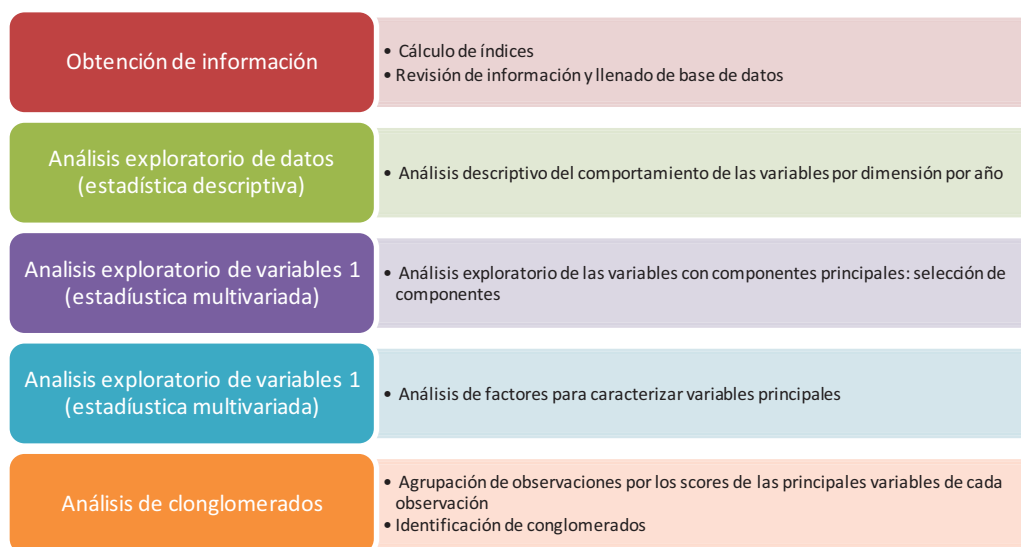 Obtención de información
• Cálculo de índices
• Revisión de información y llenado de base de datos
Análisis exploratorio de datos
(estadística descriptiva)
• Análisis descriptivo del comportamiento de las variables por dimensión por año
Analisis exploratorio de variables 1
(estadíustica multivariada)
• Análisis exploratorio de las variables con componentes principales: selección de
componentes
Analisis exploratorio de variables 1
(estadíustica multivariada)
• Análisis de factores para caracterizar variables principales
Análisis de clonglomerados
• Agrupación de observaciones por los scores de las principales variables de cada
observación
• Identificación de conglomerados